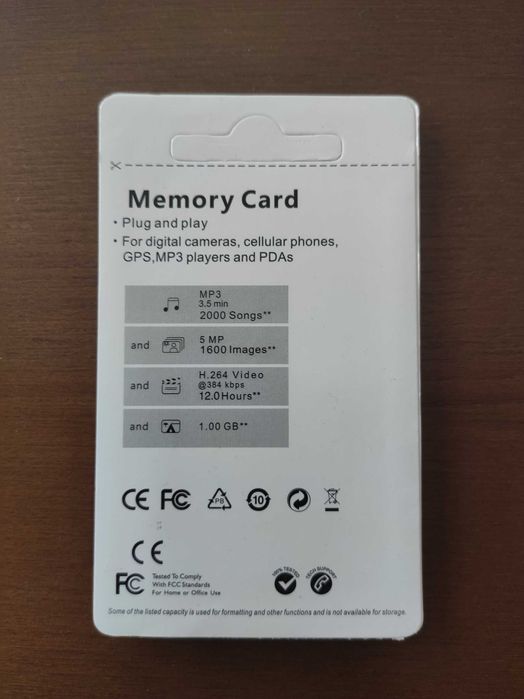 Memory Card
· Plug and play
· For digital cameras, cellular phones,
GPS,MP3 players and PDAs
MP3
3.5 min
2000 Songs**
and
5 MP
1600 Images**
and
H.264 Video
@384 kbps
12.0Hours**
and
1.00 GB**
CE FC PB 10
CE
FC
Tested To Comply
With FCC Standards
For Home or Office Use
100% TESTED
TECH SUPPORT
Some of the listed capacity is used for formatting and other functions and is not available for storage.